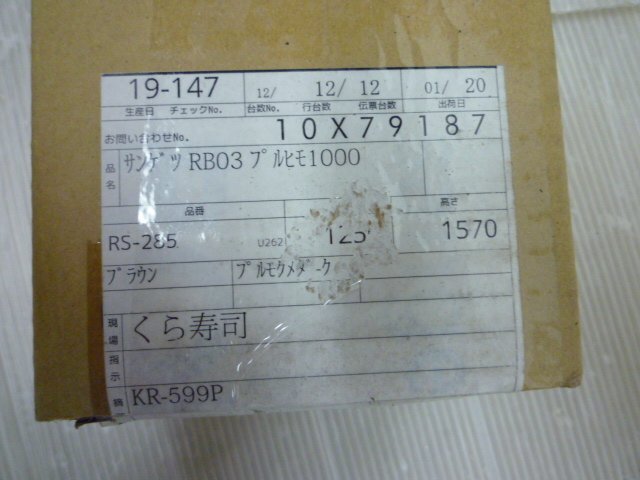 19-147 12/ 12/ 12 01/ 20
生産日 チェックNo. 台数No. 行台数 伝票台数 出荷日
お問い合わせNo. 10X79187
品名 サンゲツ RB03 プルヒモ1000
品番 高さ
RS-285 U262 125 1570
ブラウン プルモクメダーク
現場 くら寿司
指示
KR-599P